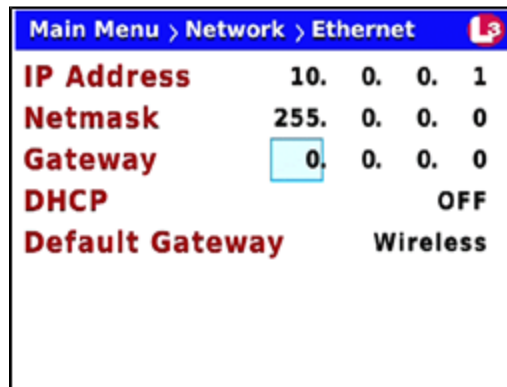 Main Menu > Network > Ethernet L3
IP Address 10. 0. 0. 1
Netmask 255. 0. 0. 0
Gateway 0. 0. 0. 0
DHCP OFF
Default Gateway Wireless